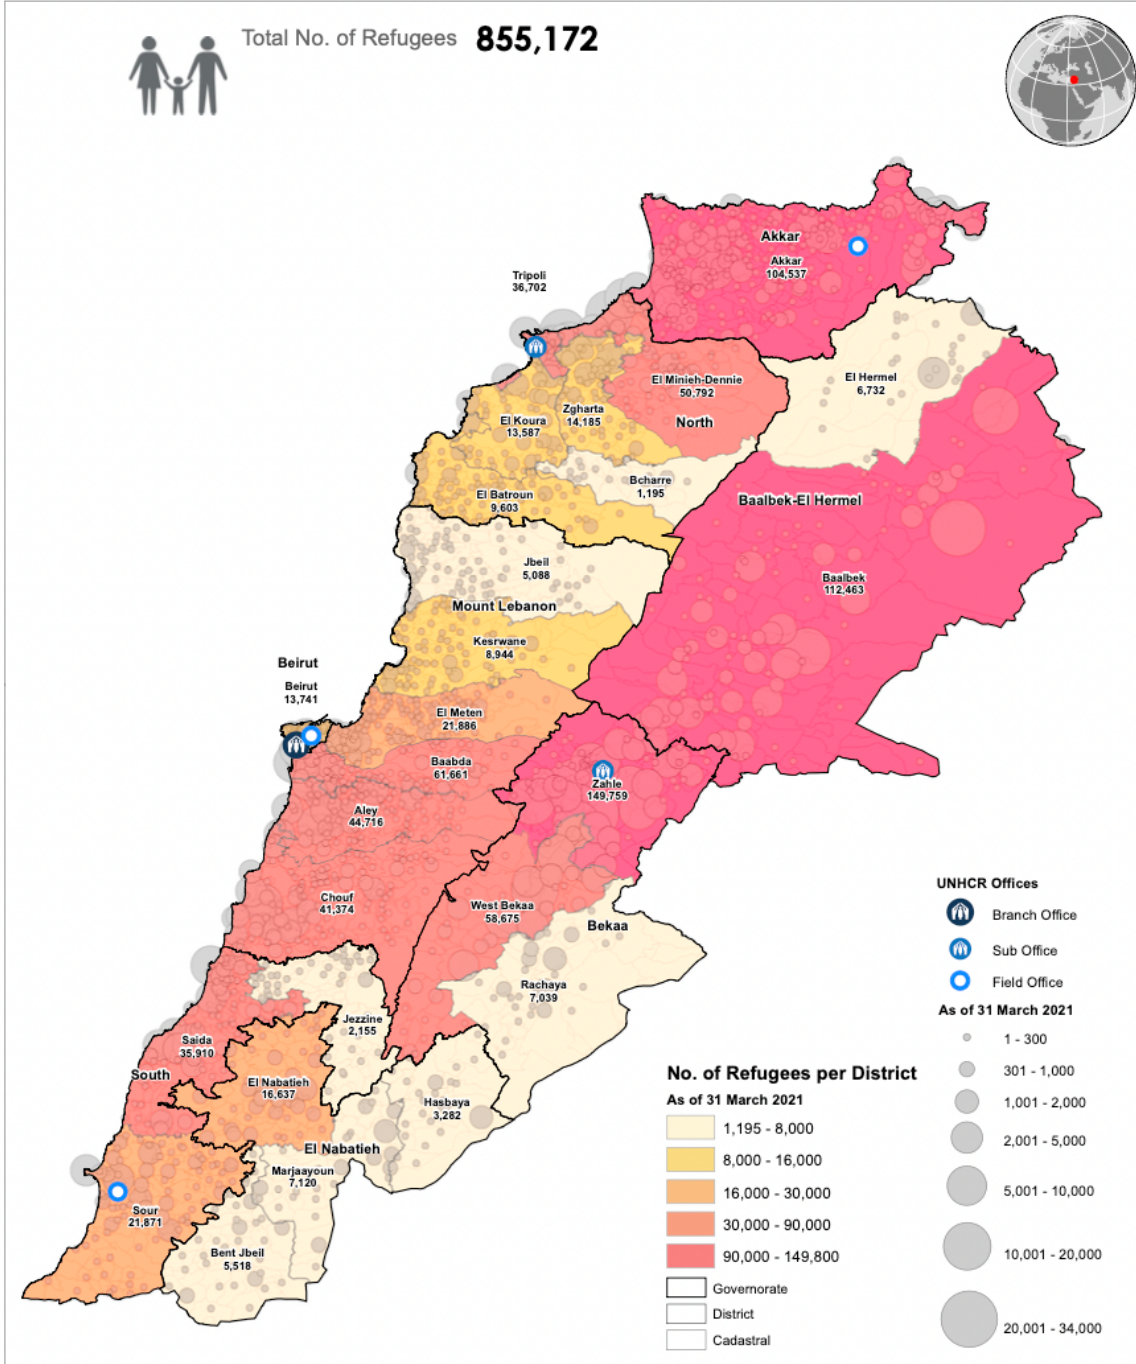 Total No. of Refugees 855,172
Akkar
Akkar
104,537
Tripoli
36,702
El Hermel
6,732
El Minieh-Dennie
50,792
North
Zgharta
14,185
El Koura
13,587
Bcharre
1,195
El Batroun
9,603
Baalbek-El Hermel
Jbeil
5,088
Baalbek
112,463
Mount Lebanon
Kesrwane
8,944
Beirut
Beirut
13,741
El Meten
21,886
Baabda
61,661
Zahle
149,759
Aley
44,716
Chouf
41,374
West Bekaa
58,675
Bekaa
Rachaya
7,039
Jezzine
2,155
Saida
35,910
South
El Nabatieh
16,637
Hasbaya
3,282
El Nabatieh
Marjaayoun
7,120
Sour
21,871
Bent Jbeil
5,518
UNHCR Offices
Branch Office
Sub Office
Field Office
As of 31 March 2021
1 - 300
301 - 1,000
1,001 - 2,000
2,001 - 5,000
5,001 - 10,000
10,001 - 20,000
20,001 - 34,000
No. of Refugees per District
As of 31 March 2021
1,195 - 8,000
8,000 - 16,000
16,000 - 30,000
30,000 - 90,000
90,000 - 149,800
Governorate
District
Cadastral